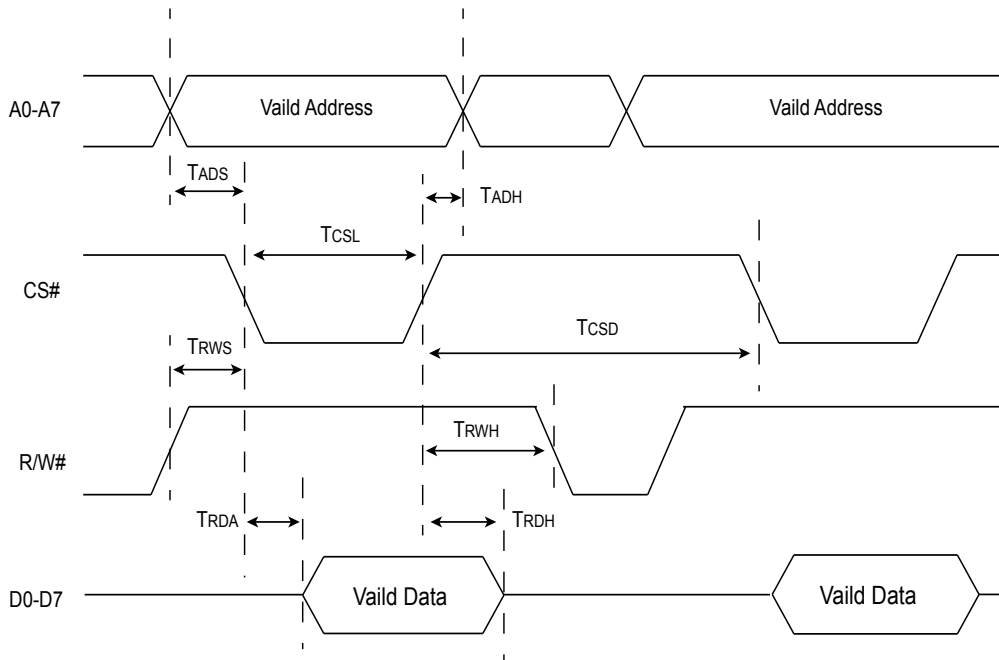 A0-A7
Vaild Address
Vaild Address
TADS
TADH
TCSL
CS#
TCSD
TRWS
TRWH
R/W#
TRDA
TRDH
D0-D7
Vaild Data
Vaild Data